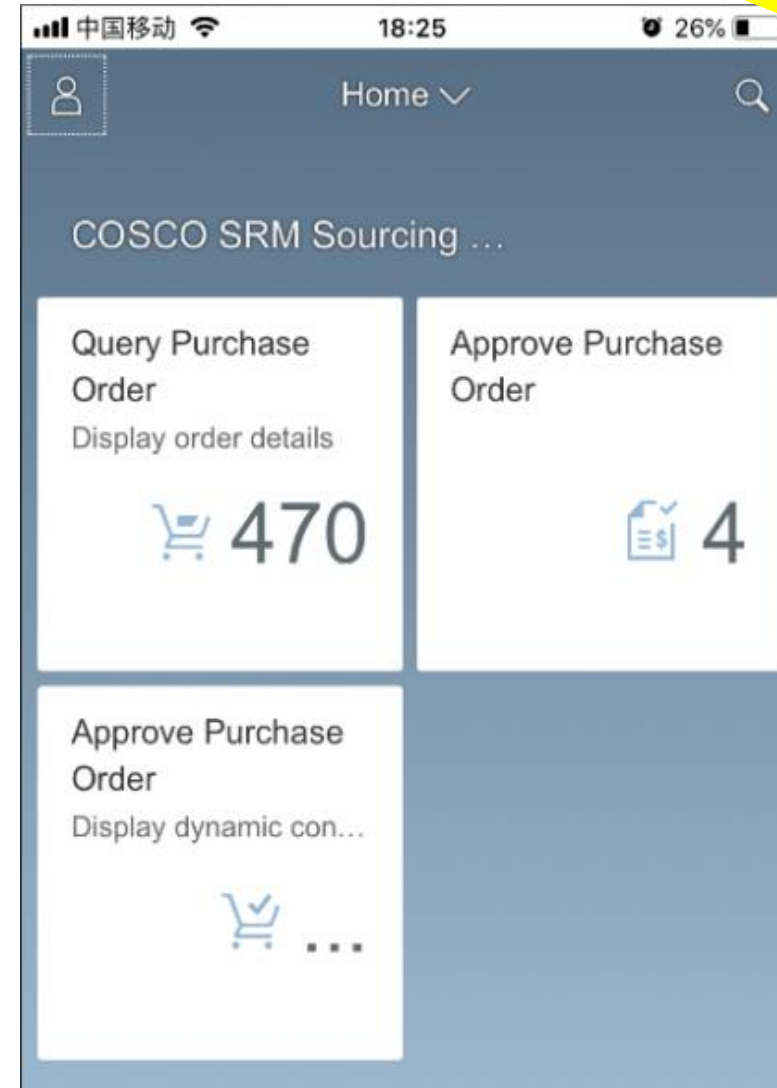 中国移动 18:25 26%
Home
COSCO SRM Sourcing ...
Query Purchase
Order
Display order details
470
Approve Purchase
Order
4
Approve Purchase
Order
Display dynamic con...
...